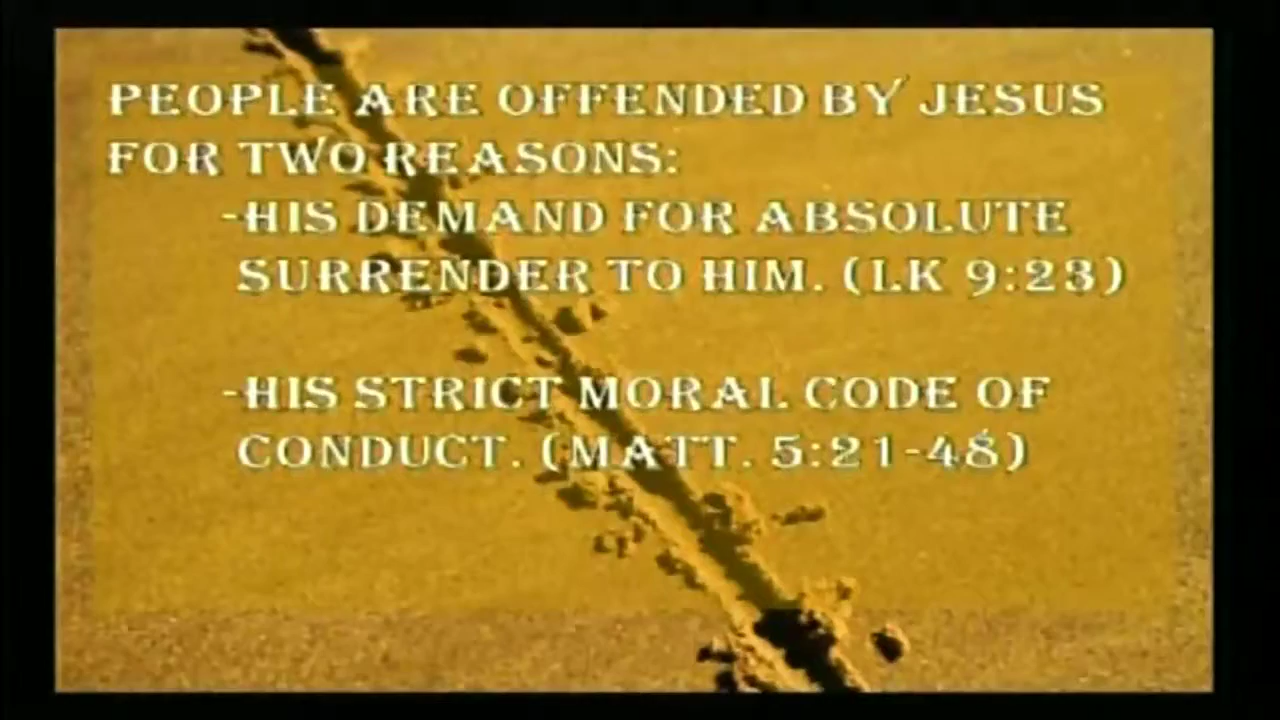 PEOPLE ARE OFFENDED BY JESUS
FOR TWO REASONS:
-HIS DEMAND FOR ABSOLUTE
SURRENDER TO HIM. (LK 9:23)
-HIS STRICT MORAL CODE OF
CONDUCT. (MATT. 5:21-48)